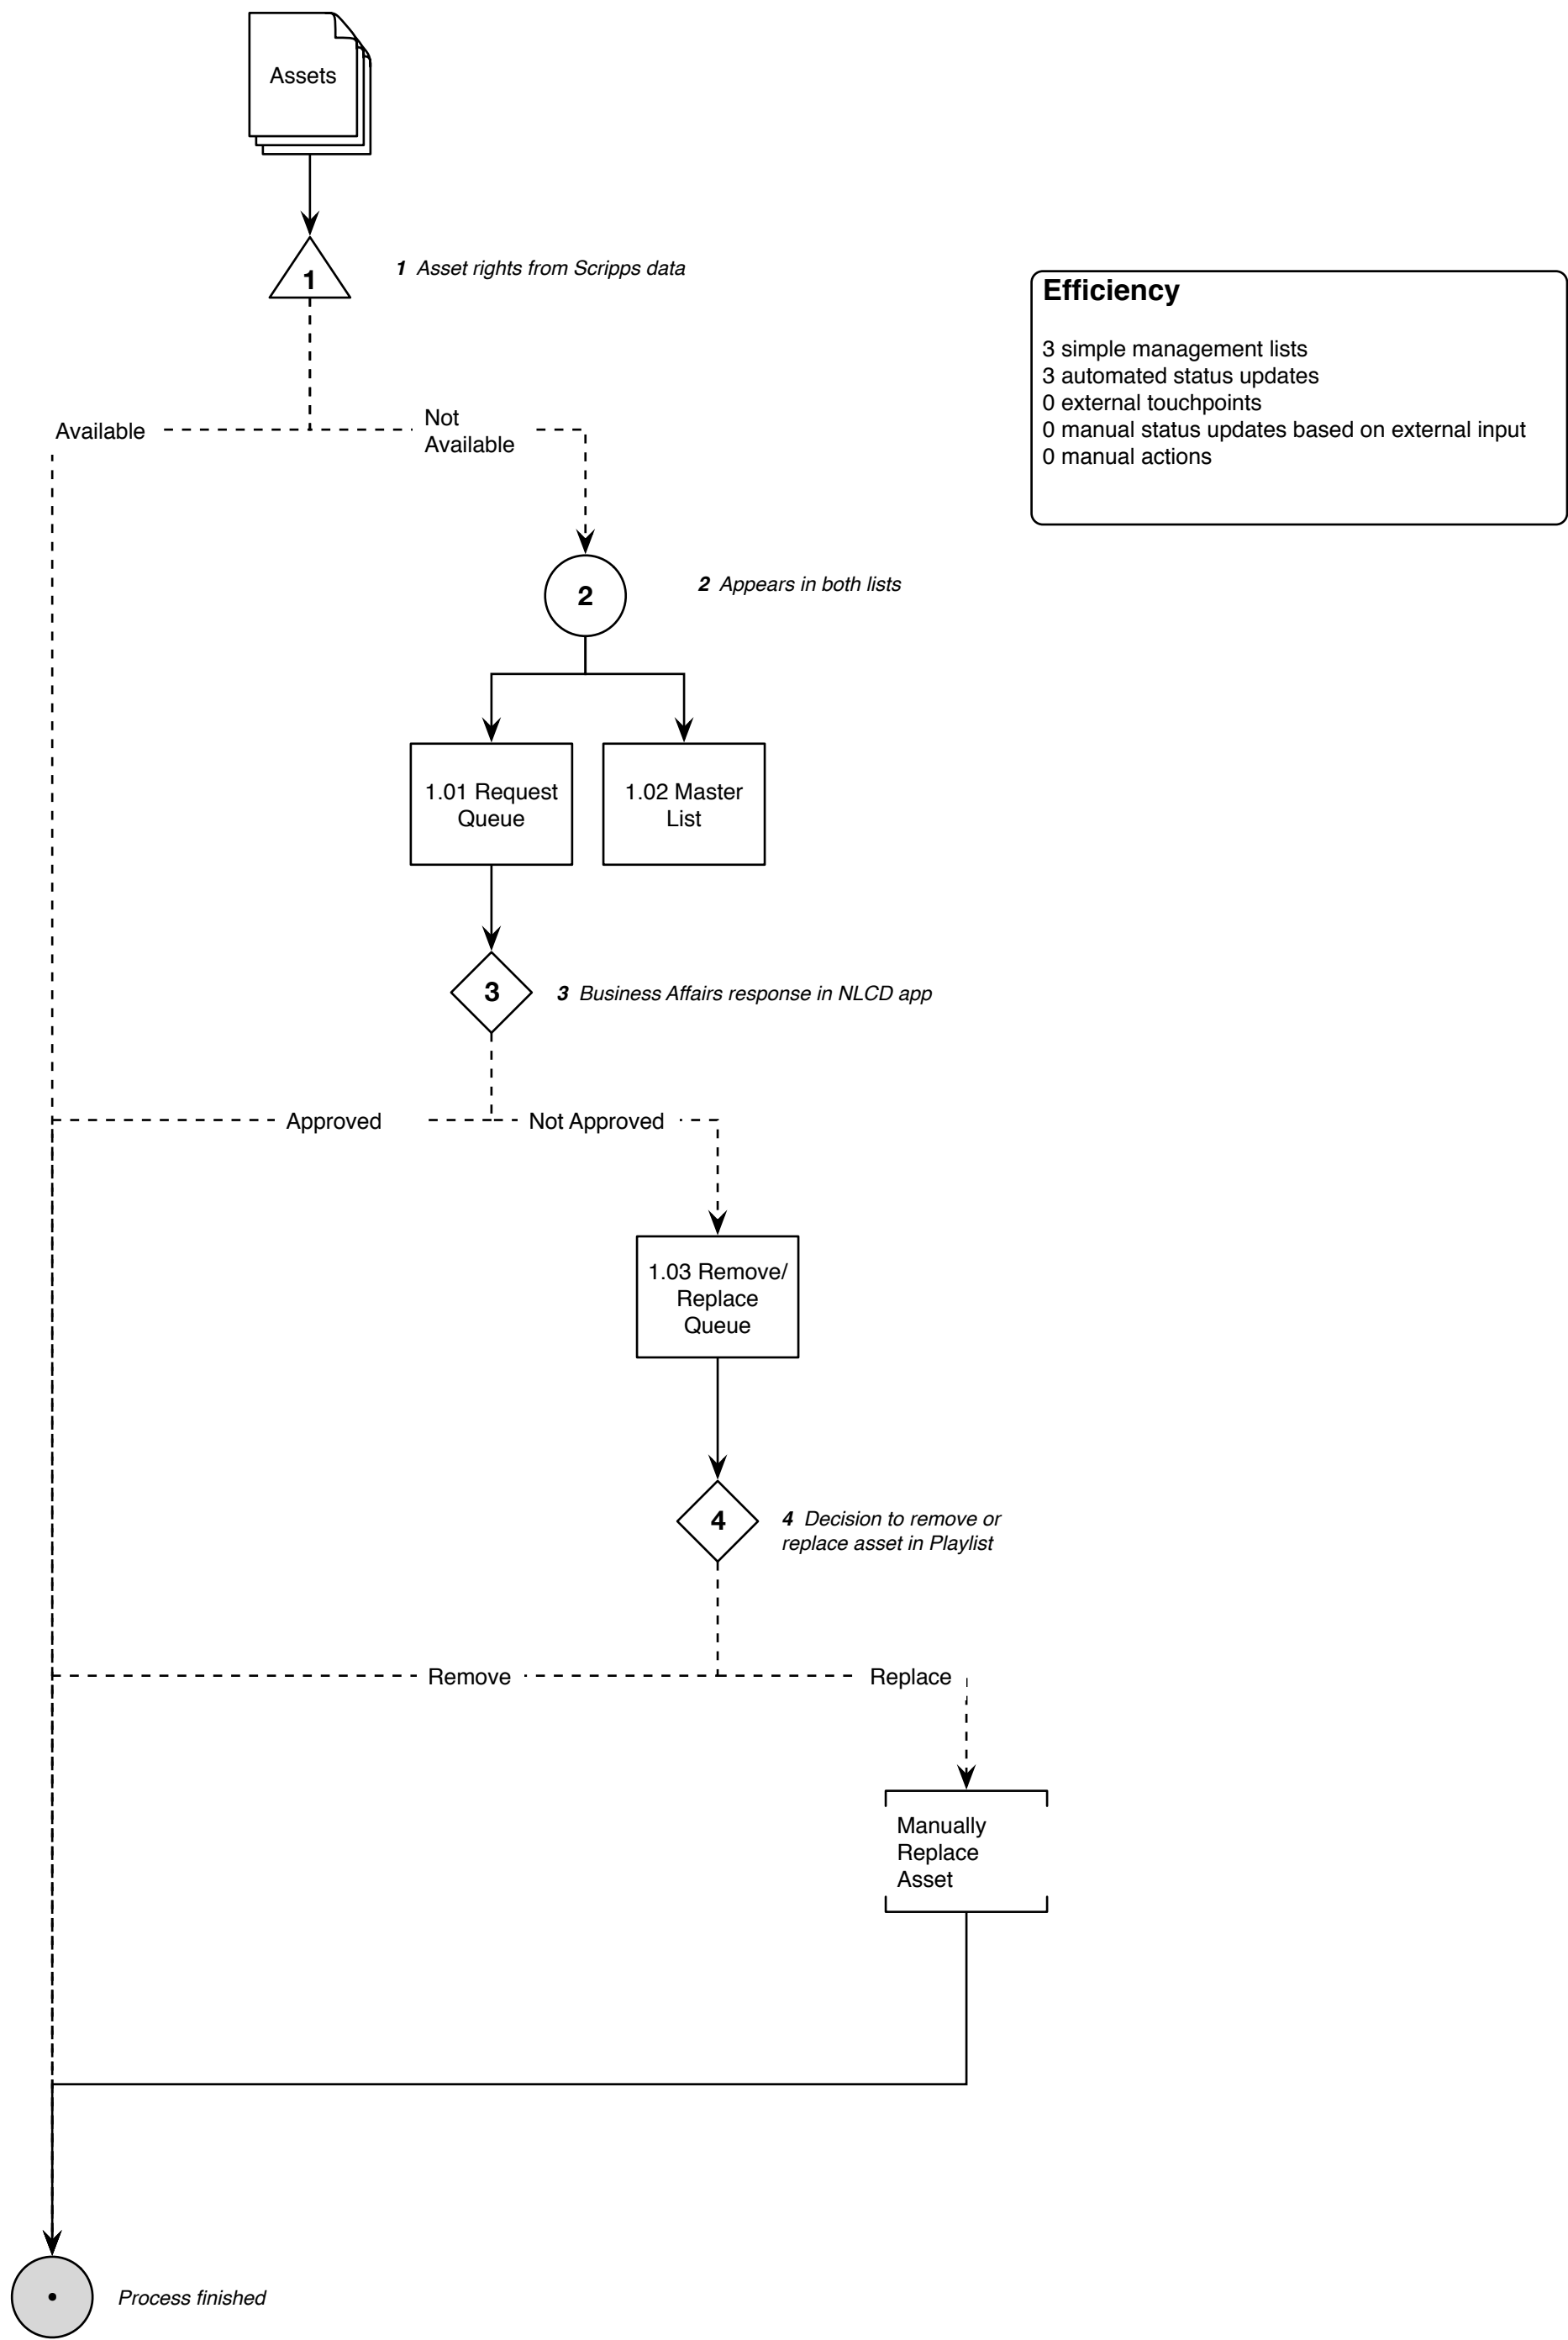 Assets
1
1 Asset rights from Scripps data
Efficiency
3 simple management lists
3 automated status updates
0 external touchpoints
0 manual status updates based on external input
0 manual actions
Available
Not
Available
2
2 Appears in both lists
1.01 Request
Queue
1.02 Master
List
3
3 Business Affairs response in NLCD app
Approved
Not Approved
1.03 Remove/
Replace
Queue
4
4 Decision to remove or
replace asset in Playlist
Remove
Replace
Manually
Replace
Asset
Process finished